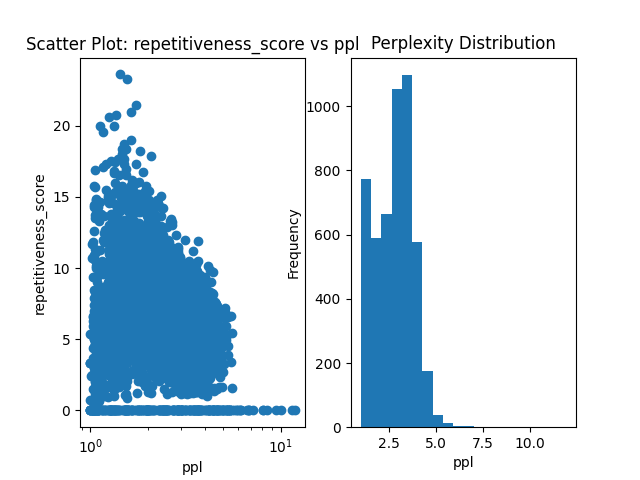 Scatter Plot: repetitiveness_score vs ppl
Perplexity Distribution
20
15
10
5
0
repetitiveness_score
10⁰
10¹
ppl
1000
800
600
400
200
0
Frequency
2.5
5.0
7.5
10.0
ppl